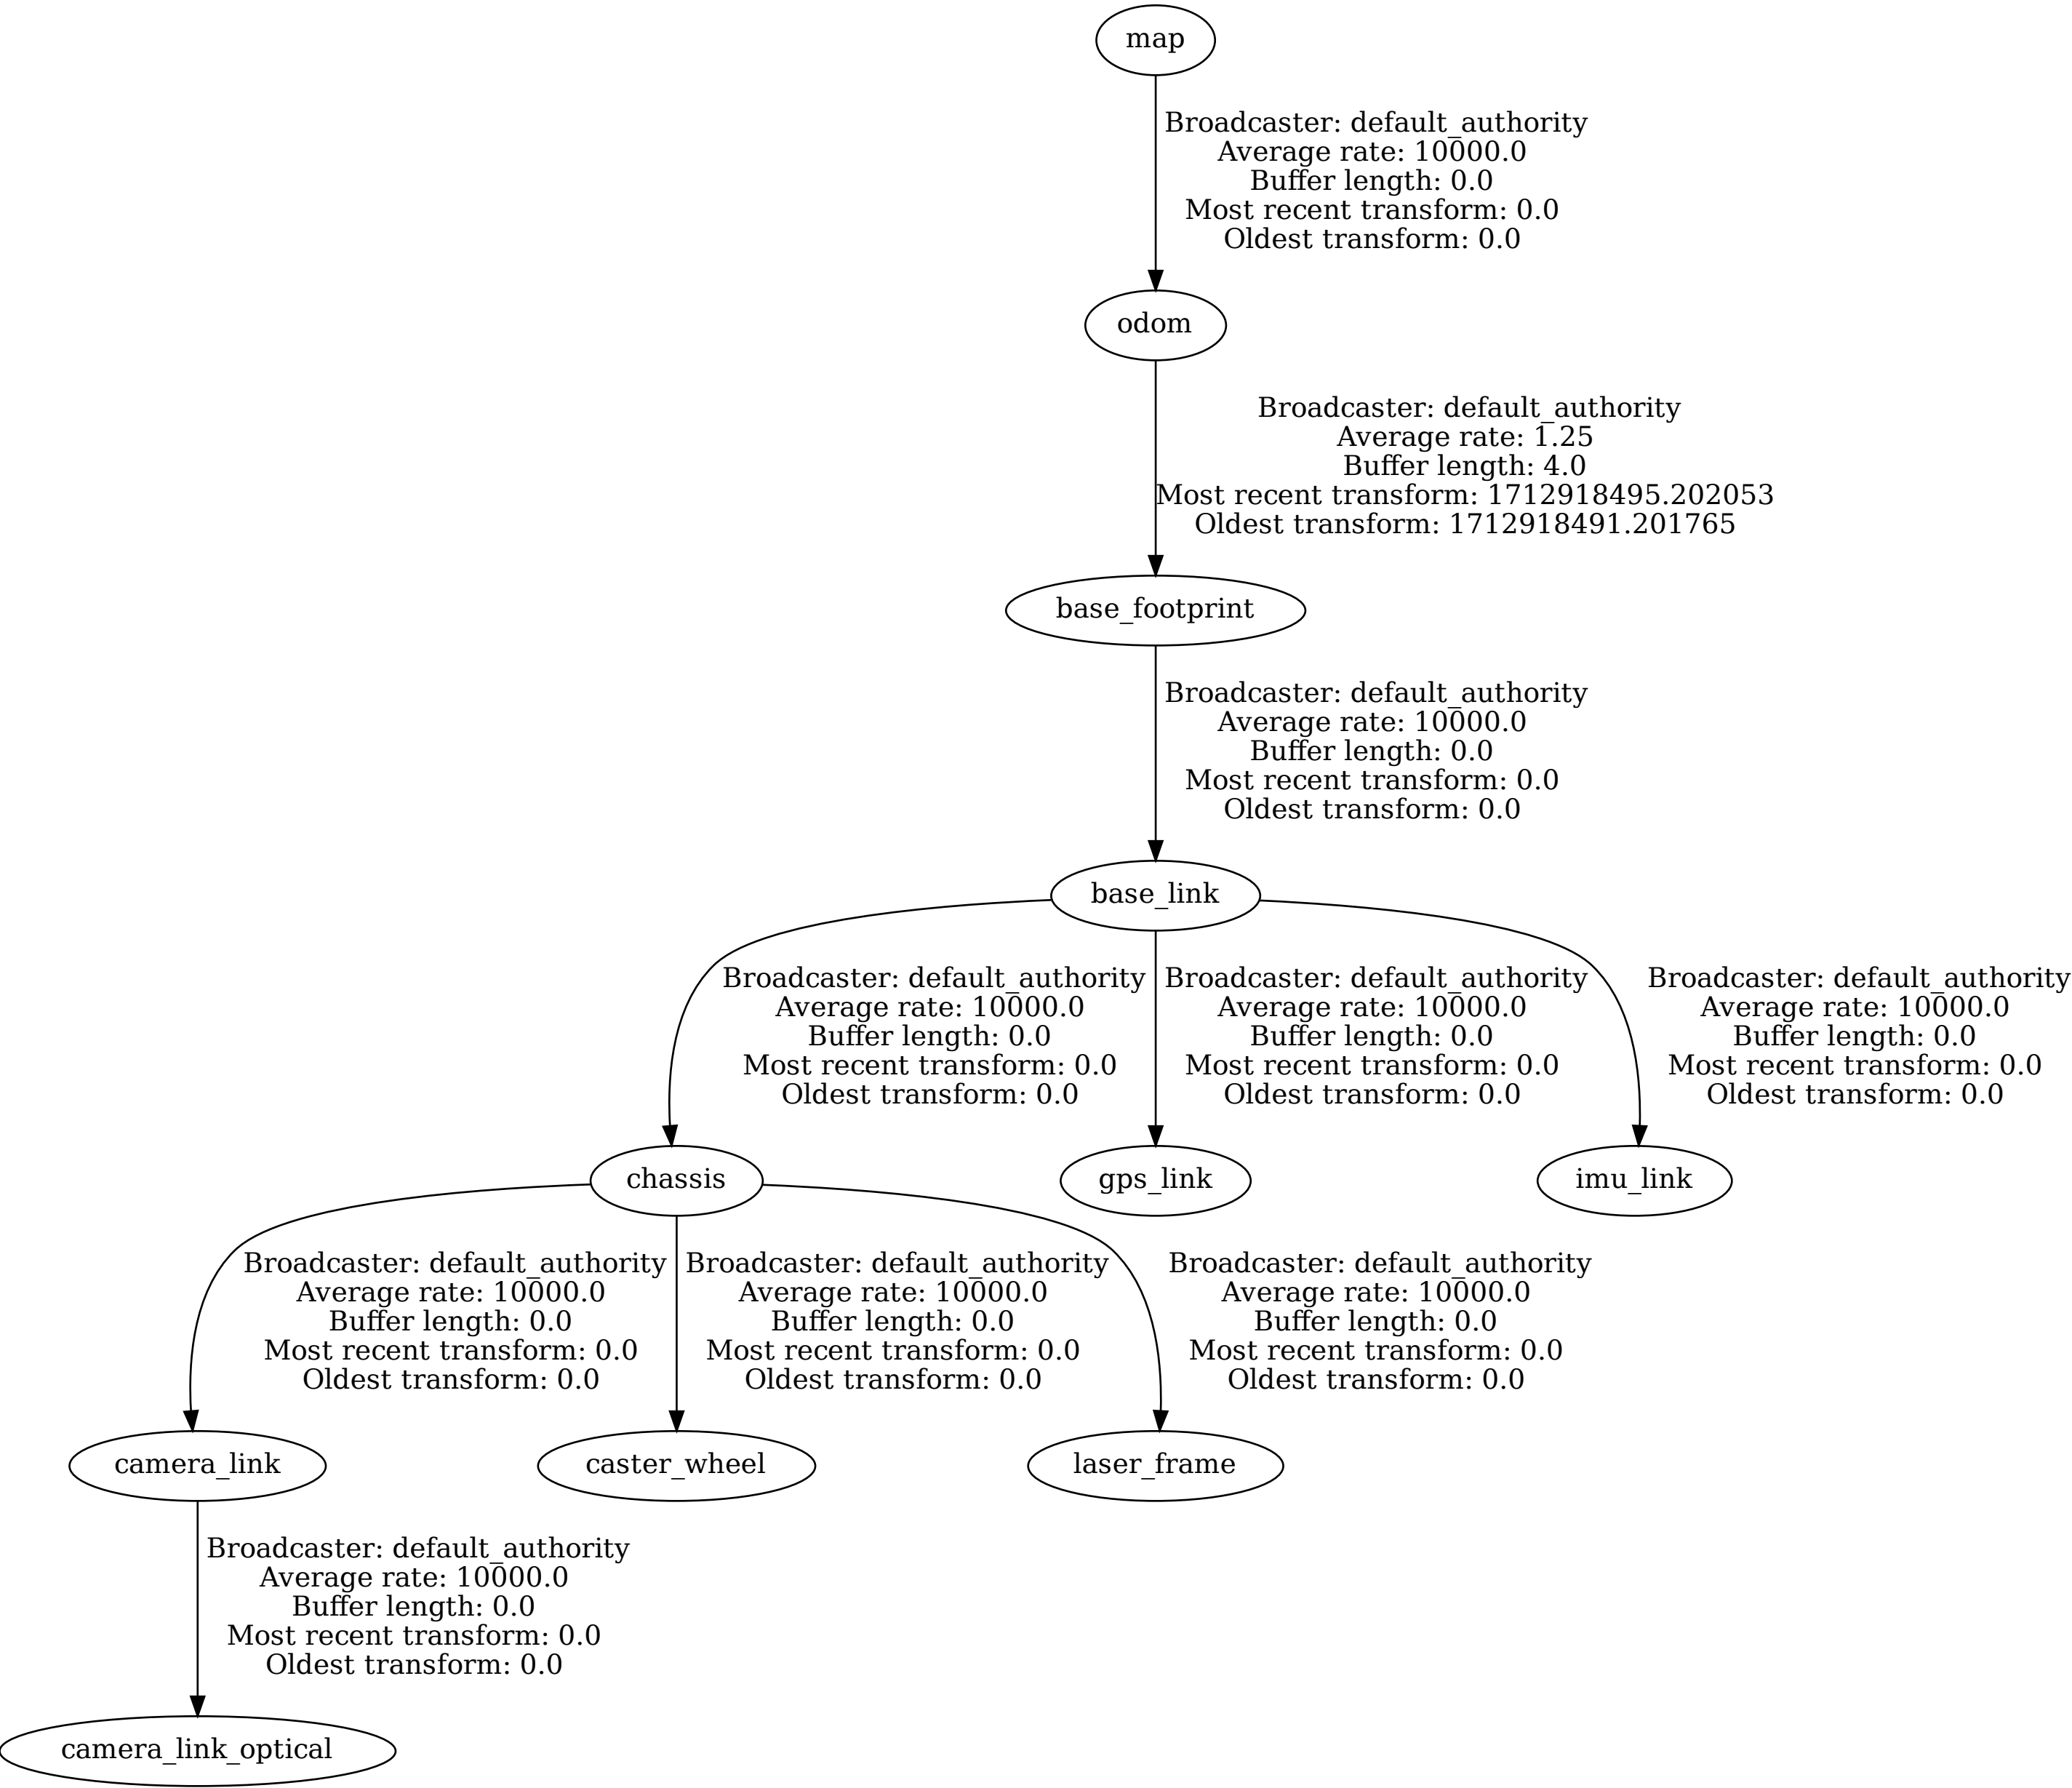 map
Broadcaster: default_authority
Average rate: 10000.0
Buffer length: 0.0
Most recent transform: 0.0
Oldest transform: 0.0
odom
Broadcaster: default_authority
Average rate: 1.25
Buffer length: 4.0
Most recent transform: 1712918495.202053
Oldest transform: 1712918491.201765
base_footprint
Broadcaster: default_authority
Average rate: 10000.0
Buffer length: 0.0
Most recent transform: 0.0
Oldest transform: 0.0
base_link
Broadcaster: default_authority
Average rate: 10000.0
Buffer length: 0.0
Most recent transform: 0.0
Oldest transform: 0.0
Broadcaster: default_authority
Average rate: 10000.0
Buffer length: 0.0
Most recent transform: 0.0
Oldest transform: 0.0
Broadcaster: default_authority
Average rate: 10000.0
Buffer length: 0.0
Most recent transform: 0.0
Oldest transform: 0.0
chassis
gps_link
imu_link
Broadcaster: default_authority
Average rate: 10000.0
Buffer length: 0.0
Most recent transform: 0.0
Oldest transform: 0.0
Broadcaster: default_authority
Average rate: 10000.0
Buffer length: 0.0
Most recent transform: 0.0
Oldest transform: 0.0
Broadcaster: default_authority
Average rate: 10000.0
Buffer length: 0.0
Most recent transform: 0.0
Oldest transform: 0.0
camera_link
caster_wheel
laser_frame
Broadcaster: default_authority
Average rate: 10000.0
Buffer length: 0.0
Most recent transform: 0.0
Oldest transform: 0.0
camera_link_optical